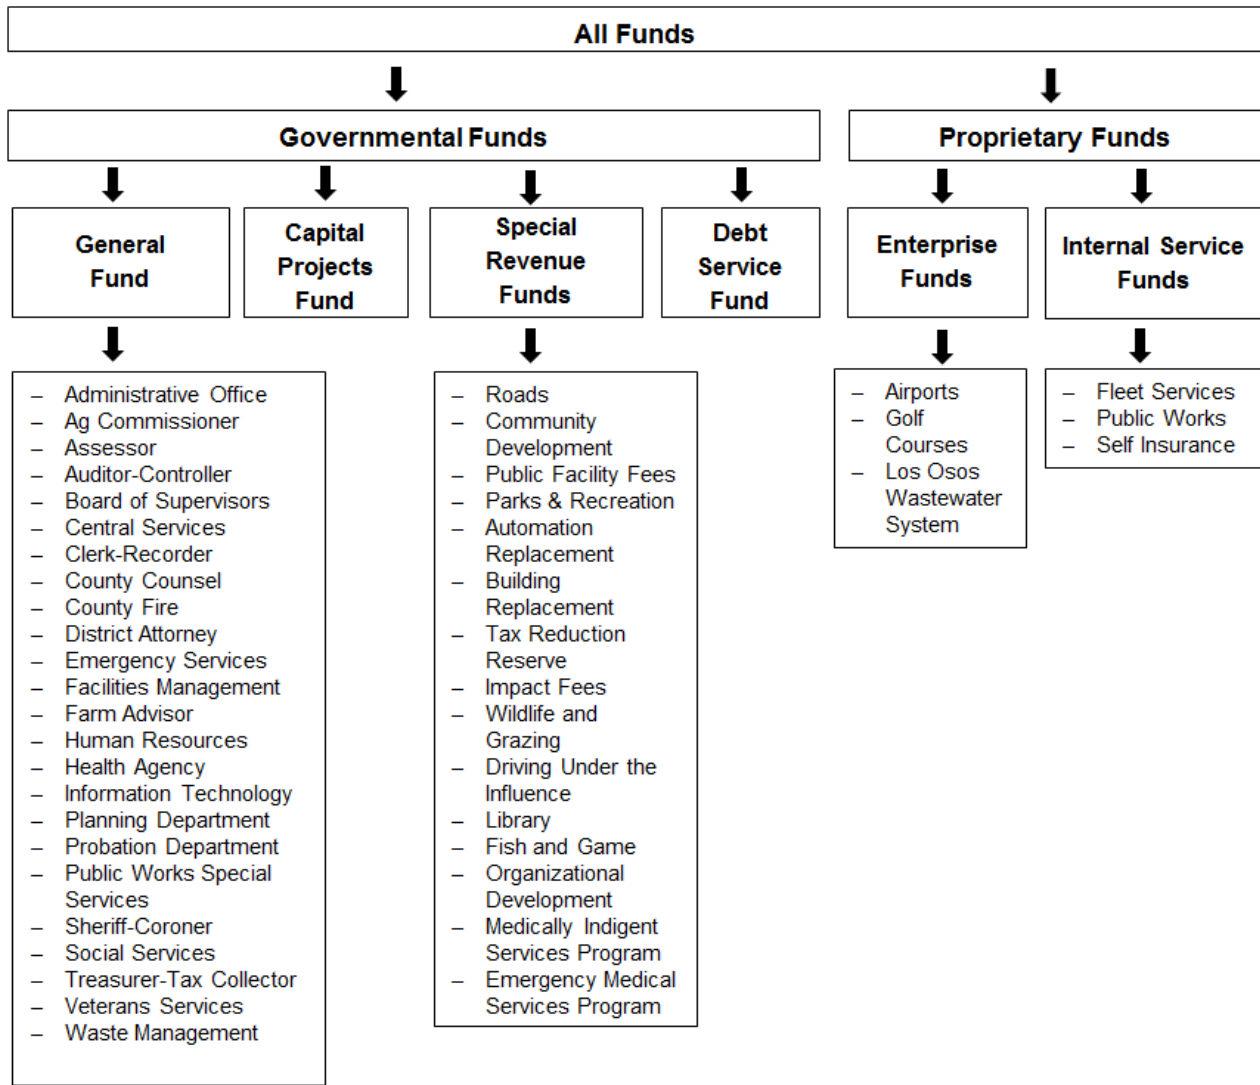 All Funds
Governmental Funds
Proprietary Funds
General
Fund
Capital
Projects
Fund
Special
Revenue
Funds
Debt
Service
Fund
Enterprise
Funds
Internal Service
Funds
– Administrative Office
– Ag Commissioner
– Assessor
– Auditor-Controller
– Board of Supervisors
– Central Services
– Clerk-Recorder
– County Counsel
– County Fire
– District Attorney
– Emergency Services
– Facilities Management
– Farm Advisor
– Human Resources
– Health Agency
– Information Technology
– Planning Department
– Probation Department
– Public Works Special
Services
– Sheriff-Coroner
– Social Services
– Treasurer-Tax Collector
– Veterans Services
– Waste Management
– Roads
– Community
Development
– Public Facility Fees
– Parks & Recreation
– Automation
Replacement
– Building
Replacement
– Tax Reduction
Reserve
– Impact Fees
– Wildlife and
Grazing
– Driving Under the
Influence
– Library
– Fish and Game
– Organizational
Development
– Medically Indigent
Services Program
– Emergency Medical
Services Program
– Airports
– Golf
Courses
– Los Osos
Wastewater
System
– Fleet Services
– Public Works
– Self Insurance